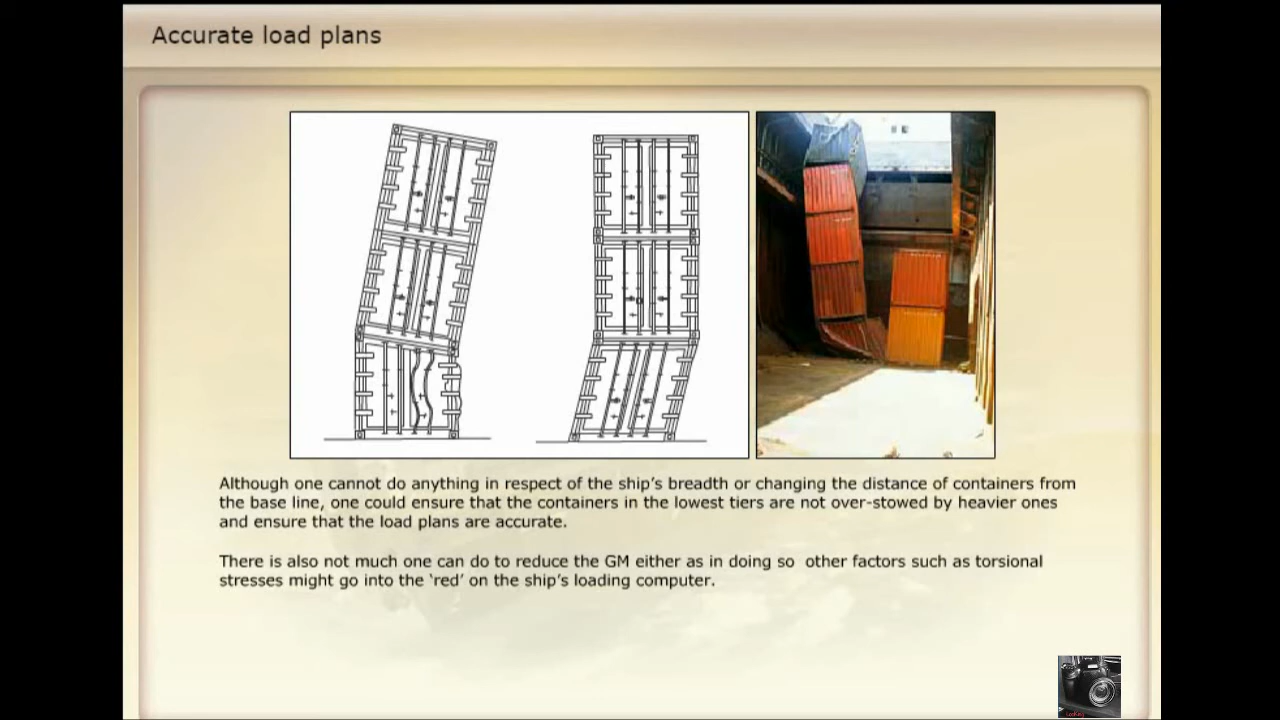 Accurate load plans
Although one cannot do anything in respect of the ship's breadth or changing the distance of containers from
the base line, one could ensure that the containers in the lowest tiers are not over-stowed by heavier ones
and ensure that the load plans are accurate.
There is also not much one can do to reduce the GM either as in doing so other factors such as torsional
stresses might go into the 'red' on the ship's loading computer.